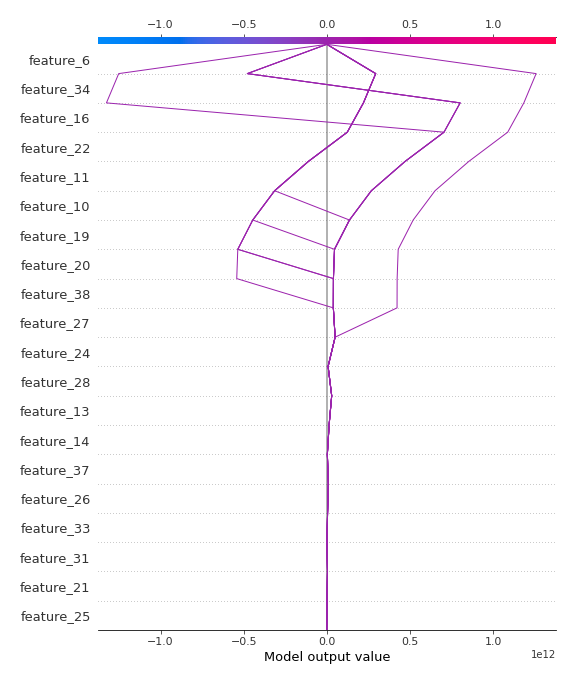 −1.0 −0.5 0.0 0.5 1.0
feature_6
feature_34
feature_16
feature_22
feature_11
feature_10
feature_19
feature_20
feature_38
feature_27
feature_24
feature_28
feature_13
feature_14
feature_37
feature_26
feature_33
feature_31
feature_21
feature_25
−1.0 −0.5 0.0 0.5 1.0
1e12
Model output value